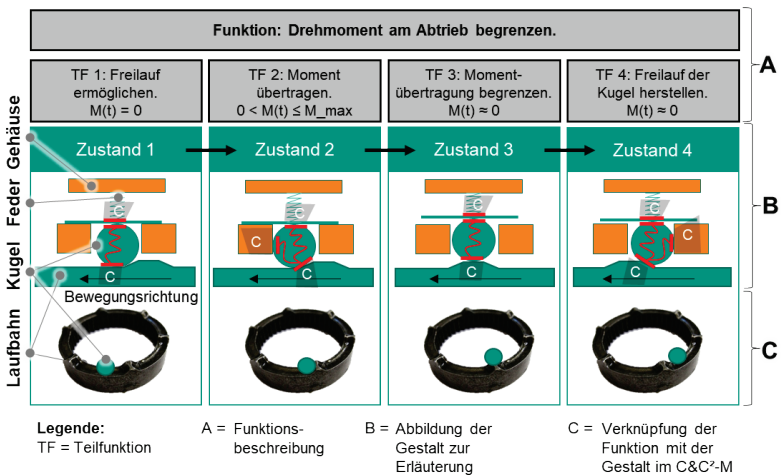 Funktion: Drehmoment am Abtrieb begrenzen.
A
TF 1: Freilauf
ermöglichen.
M(t) = 0
TF 2: Moment
übertragen.
0 < M(t) ≤ M_max
TF 3: Moment-
übertragung begrenzen.
M(t) ≈ 0
TF 4: Freilauf der
Kugel herstellen.
M(t) ≈ 0
Gehäuse
Feder
Kugel
Laufbahn
Zustand 1
Zustand 2
Zustand 3
Zustand 4
B
C
C
C
C
C
C
C
C
C
C
Bewegungsrichtung
C
Legende:
TF = Teilfunktion
A = Funktions-
beschreibung
B = Abbildung der
Gestalt zur
Erläuterung
C = Verknüpfung der
Funktion mit der
Gestalt im C&C²-M